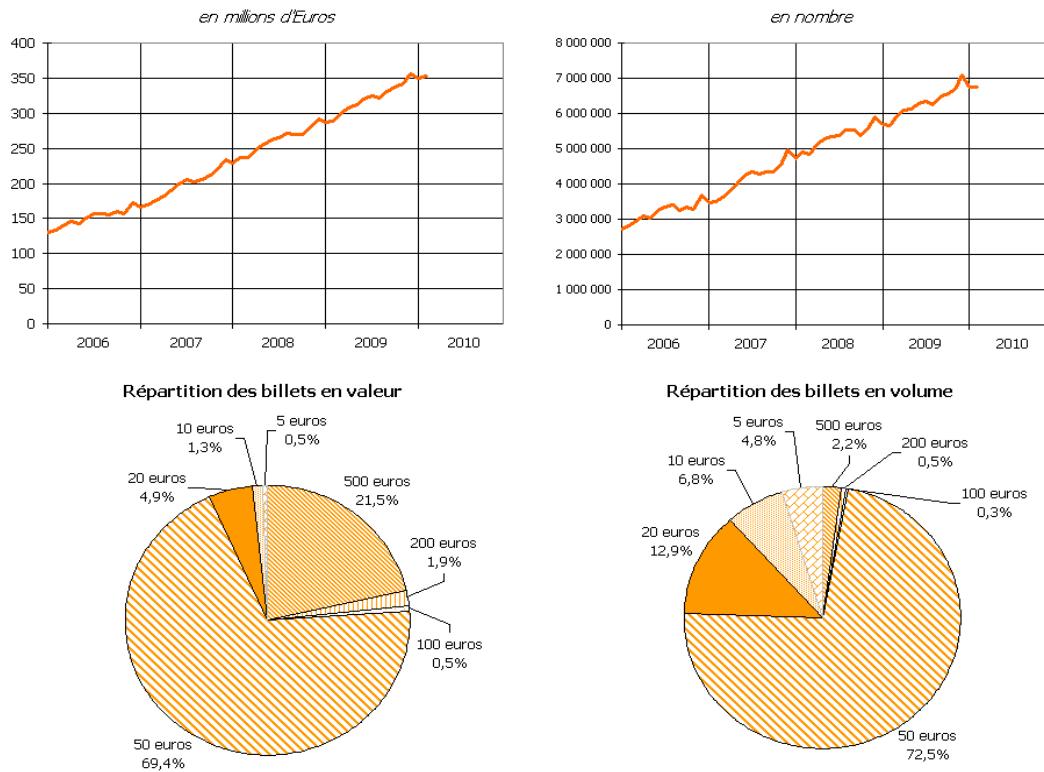 en millions d'Euros
400
350
300
250
200
150
100
50
0
2006
2007
2008
2009
2010
en nombre
8 000 000
7 000 000
6 000 000
5 000 000
4 000 000
3 000 000
2 000 000
1 000 000
0
2006
2007
2008
2009
2010
Répartition des billets en valeur
5 euros
0,5%
10 euros
1,3%
20 euros
4,9%
500 euros
21,5%
200 euros
1,9%
100 euros
0,5%
50 euros
69,4%
Répartition des billets en volume
5 euros
4,8%
500 euros
2,2%
200 euros
0,5%
10 euros
6,8%
100 euros
0,3%
20 euros
12,9%
50 euros
72,5%